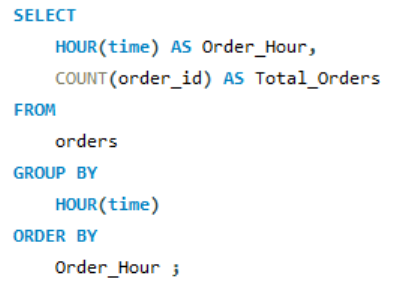 SELECT
HOUR(time) AS Order_Hour,
COUNT(order_id) AS Total_Orders
FROM
orders
GROUP BY
HOUR(time)
ORDER BY
Order_Hour ;